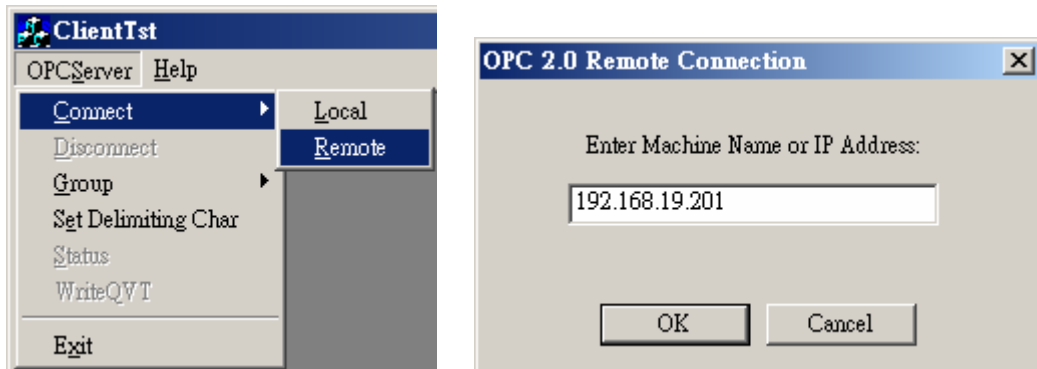 ClientTst
OPCServer Help
Connect
Local
Disconnect
Remote
Group
Set Delimiting Char
Status
WriteQVT
Exit
OPC 2.0 Remote Connection
Enter Machine Name or IP Address:
192.168.19.201
OK Cancel